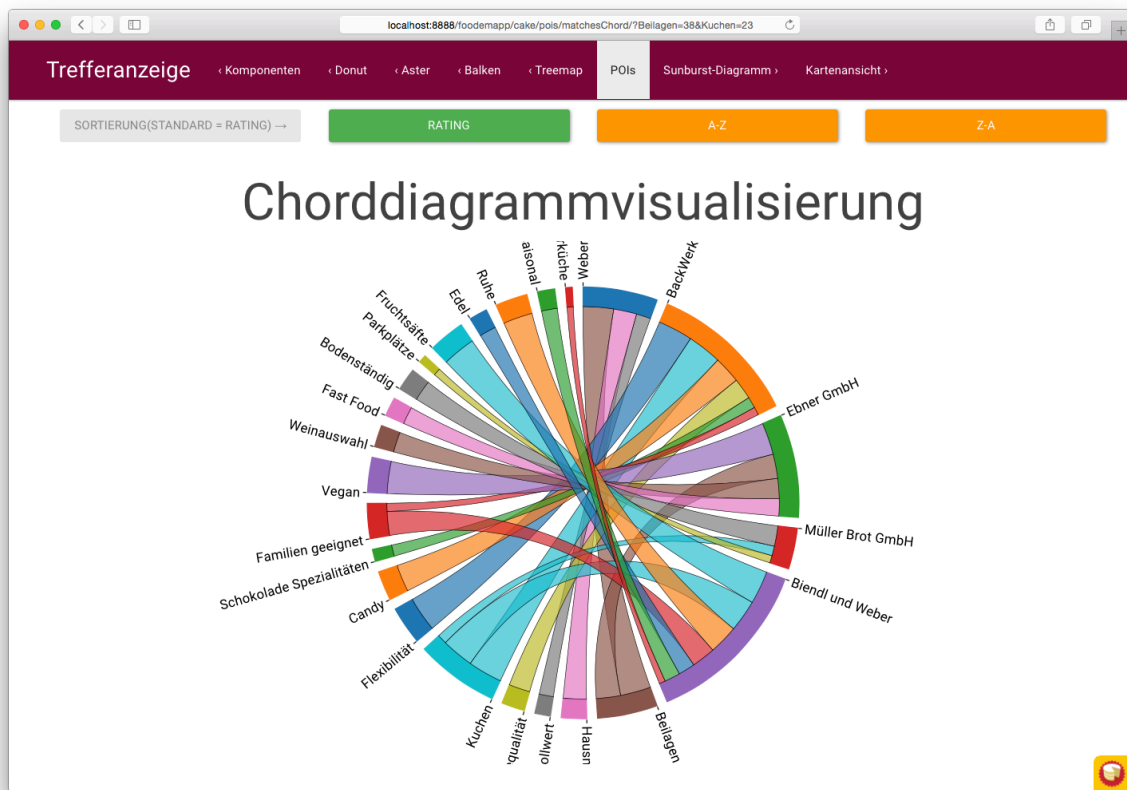 localhost:8888/foodemapp/cake/pois/matchesChord/?Beilagen=38&Kuchen=23
Trefferanzeige ‹ Komponenten ‹ Donut ‹ Aster ‹ Balken ‹ Treemap POIs Sunburst-Diagramm › Kartenansicht ›
SORTIERUNG(STANDARD = RATING) → RATING A-Z Z-A
Chorddiagrammvisualisierung
Weber
BackWerk
Ebner GmbH
Müller Brot GmbH
Biendl und Weber
Beilagen
Hausn
ollwert
qualität
Kuchen
Flexibilität
Candy
Schokolade Spezialitäten
Familien geeignet
Vegan
Weinauswahl
Fast Food
Bodenständig
Parkplätze
Fruchtsäfte
Edel
Ruhe
aisonal
rküche